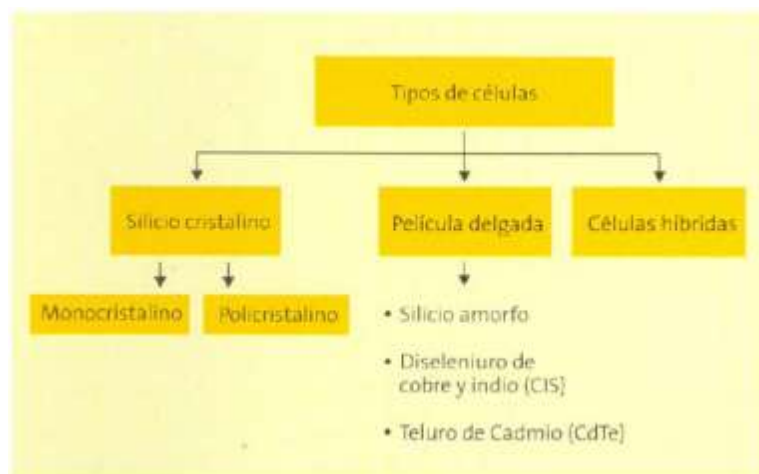 Tipos de células
Silicio cristalino
Película delgada
Células híbridas
Monocristalino
Policristalino
• Silicio amorfo
• Diseleniuro de
cobre y indio (CIS)
• Teluro de Cadmio (CdTe)